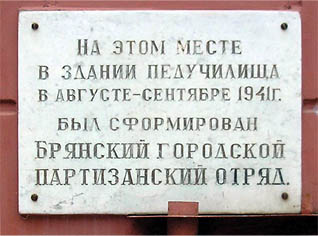 На этом месте
в здании педучилища
в августе-сентябре 1941г.
был сформирован
Брянский городской
партизанский отряд.